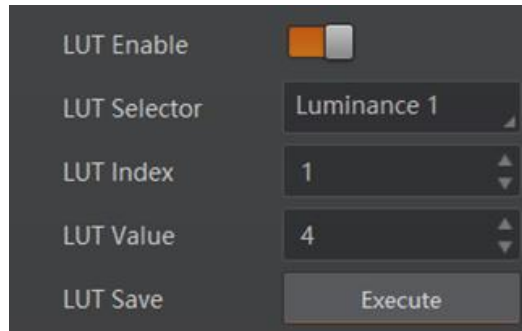 LUT Enable
LUT Selector Luminance 1
LUT Index 1
LUT Value 4
LUT Save Execute